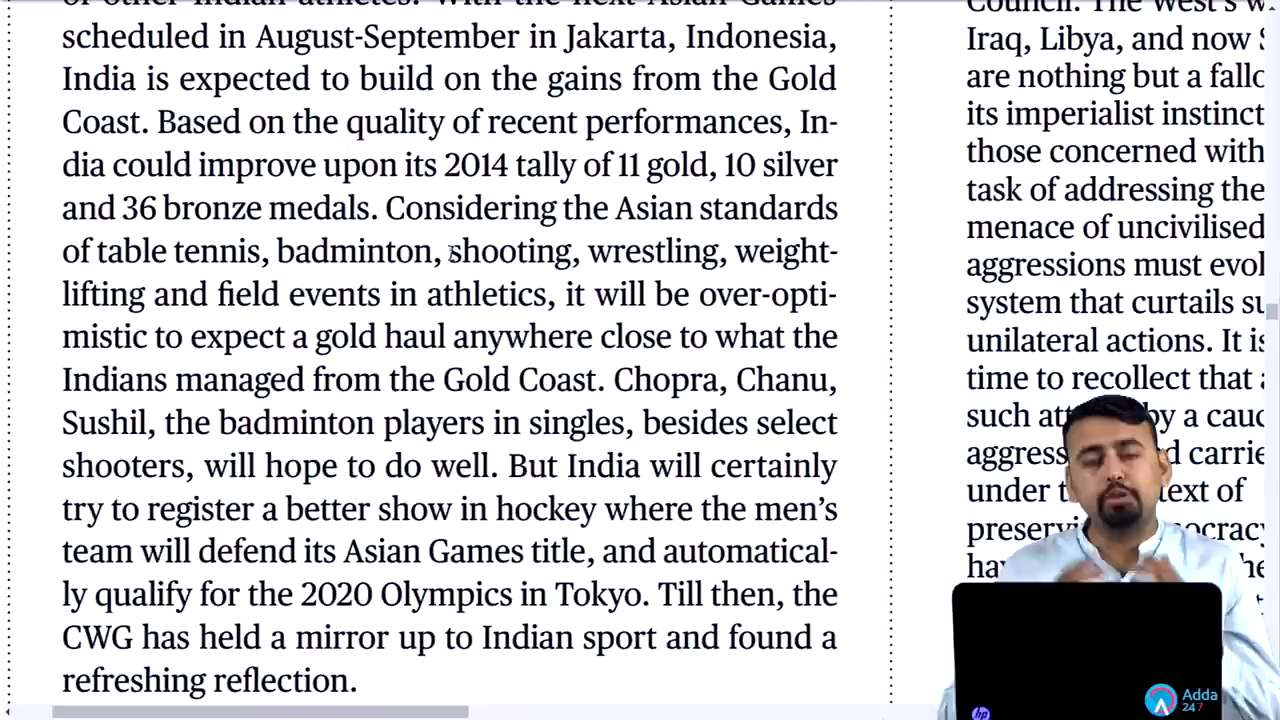 scheduled in August-September in Jakarta, Indonesia,
India is expected to build on the gains from the Gold
Coast. Based on the quality of recent performances, In-
dia could improve upon its 2014 tally of 11 gold, 10 silver
and 36 bronze medals. Considering the Asian standards
of table tennis, badminton, shooting, wrestling, weight-
lifting and field events in athletics, it will be over-opti-
mistic to expect a gold haul anywhere close to what the
Indians managed from the Gold Coast. Chopra, Chanu,
Sushil, the badminton players in singles, besides select
shooters, will hope to do well. But India will certainly
try to register a better show in hockey where the men's
team will defend its Asian Games title, and automatical-
ly qualify for the 2020 Olympics in Tokyo. Till then, the
CWG has held a mirror up to Indian sport and found a
refreshing reflection.
Iraq, Libya, and now
are nothing but a
its imperialist
those concerned with
task of addressing the
menace of uncivilised
aggressions must
system that curtails
unilateral actions. It
time to recollect that
such by a
under
hp
Adda
247